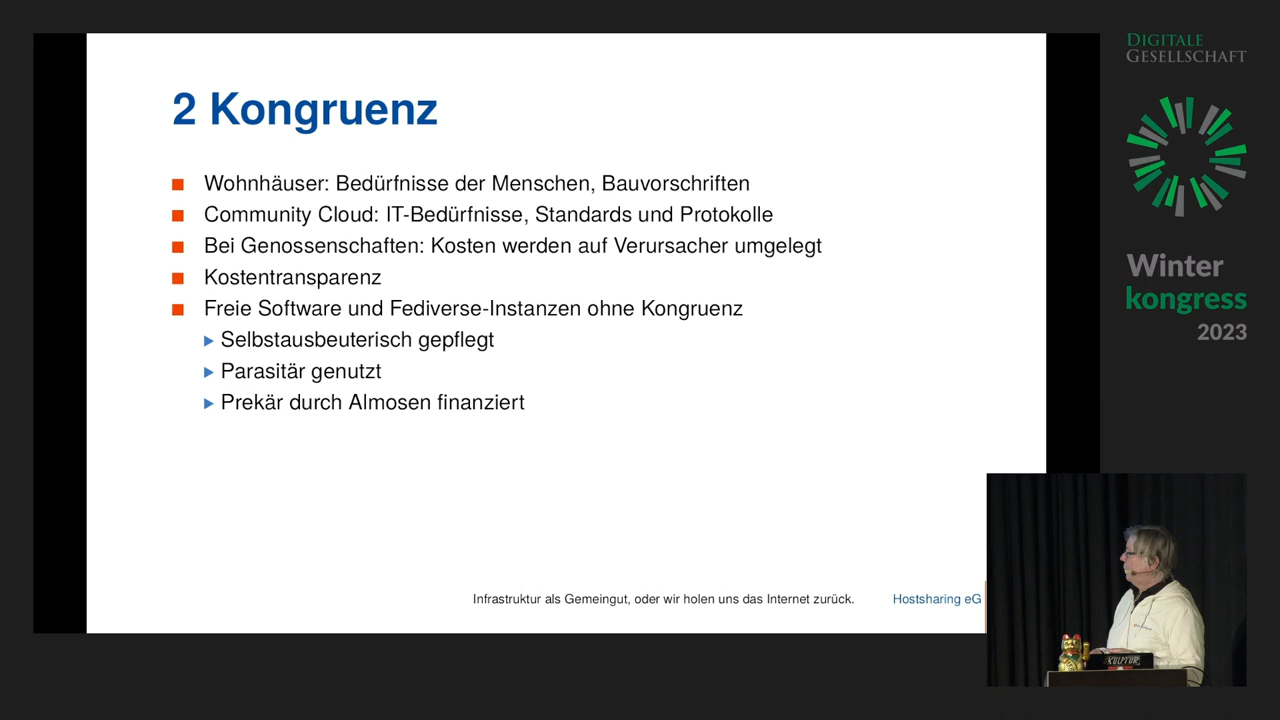 2 Kongruenz
Wohnhäuser: Bedürfnisse der Menschen, Bauvorschriften
Community Cloud: IT-Bedürfnisse, Standards und Protokolle
Bei Genossenschaften: Kosten werden auf Verursacher umgelegt
Kostentransparenz
Freie Software und Fediverse-Instanzen ohne Kongruenz
Selbstausbeuterisch gepflegt
Parasitär genutzt
Prekär durch Almosen finanziert
Infrastruktur als Gemeingut, oder wir holen uns das Internet zurück.
Hostsharing eG
DIGITALE
GESELLSCHAFT
Winter
kongress
2023
SKULPTUR